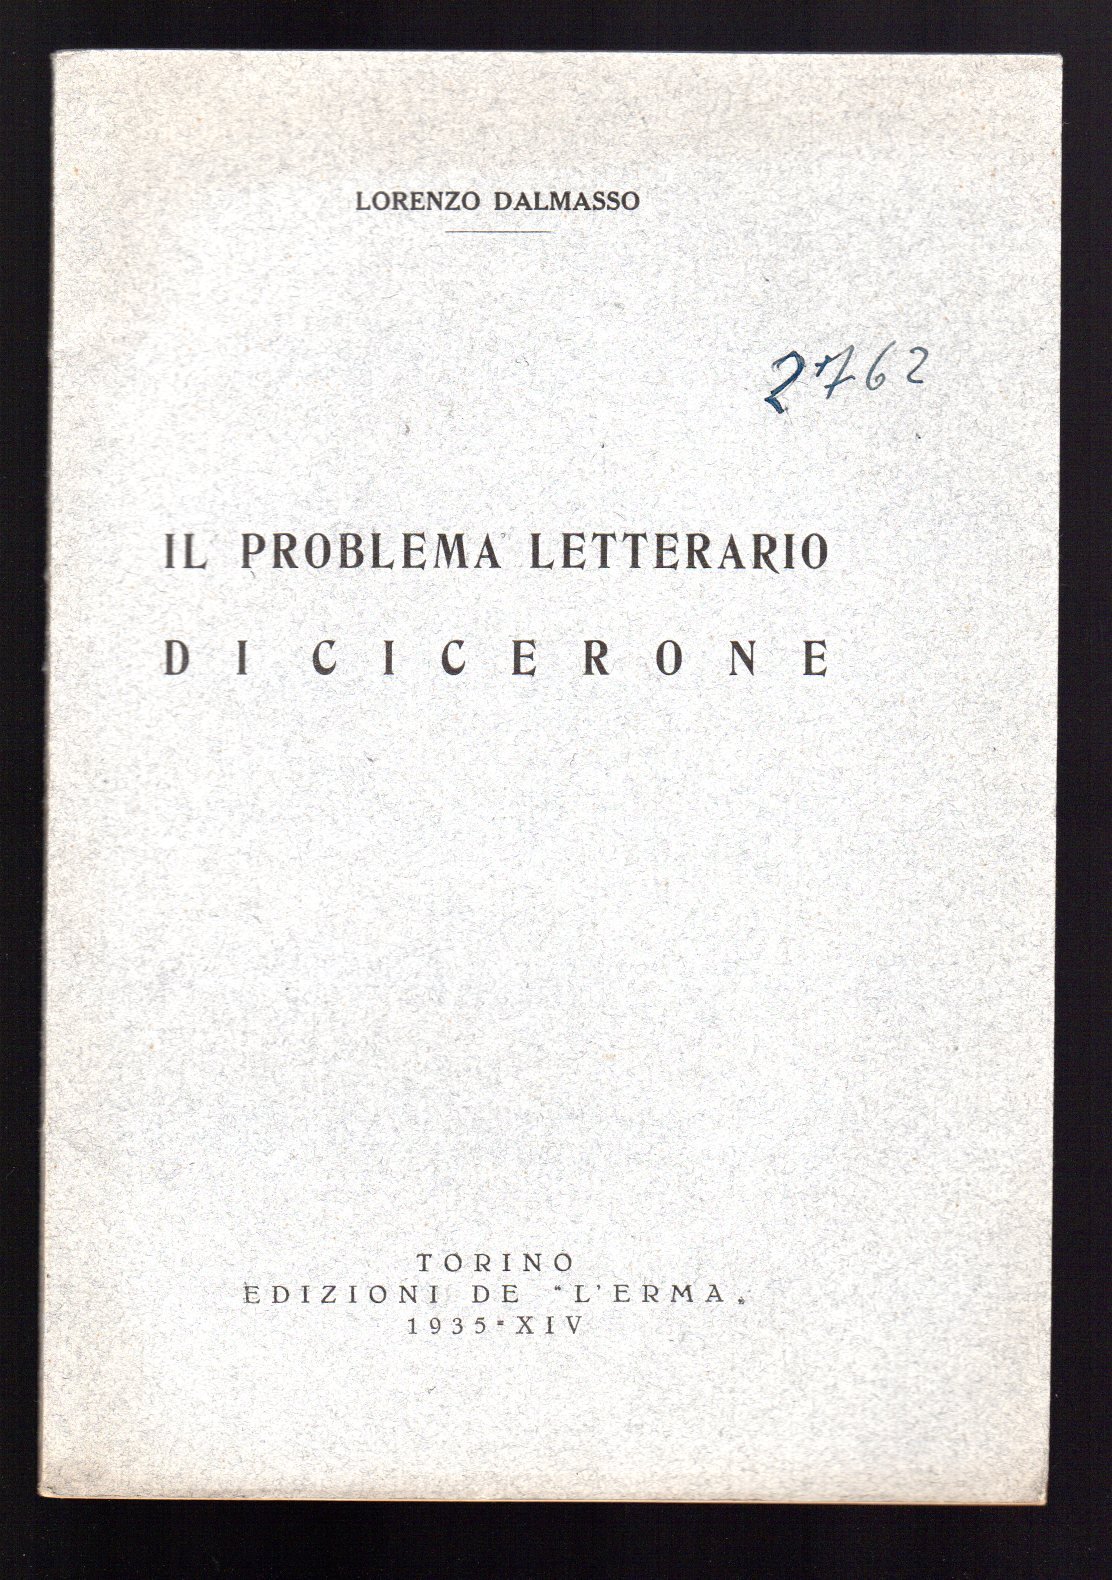 LORENZO DALMASSO
2762
IL PROBLEMA LETTERARIO
DI CICERONE
TORINO
EDIZIONI DE "L'ERMA„
1935-XIV